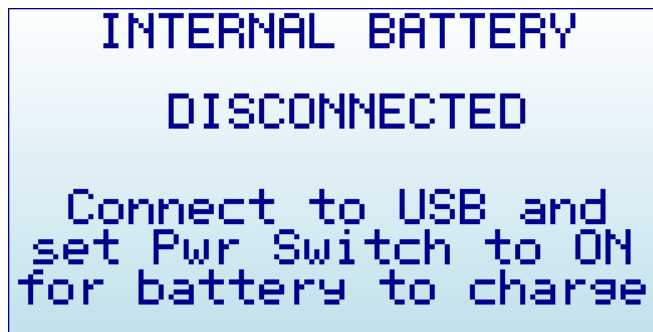 INTERNAL BATTERY
DISCONNECTED
Connect to USB and
set Pwr Switch to ON
for battery to charge